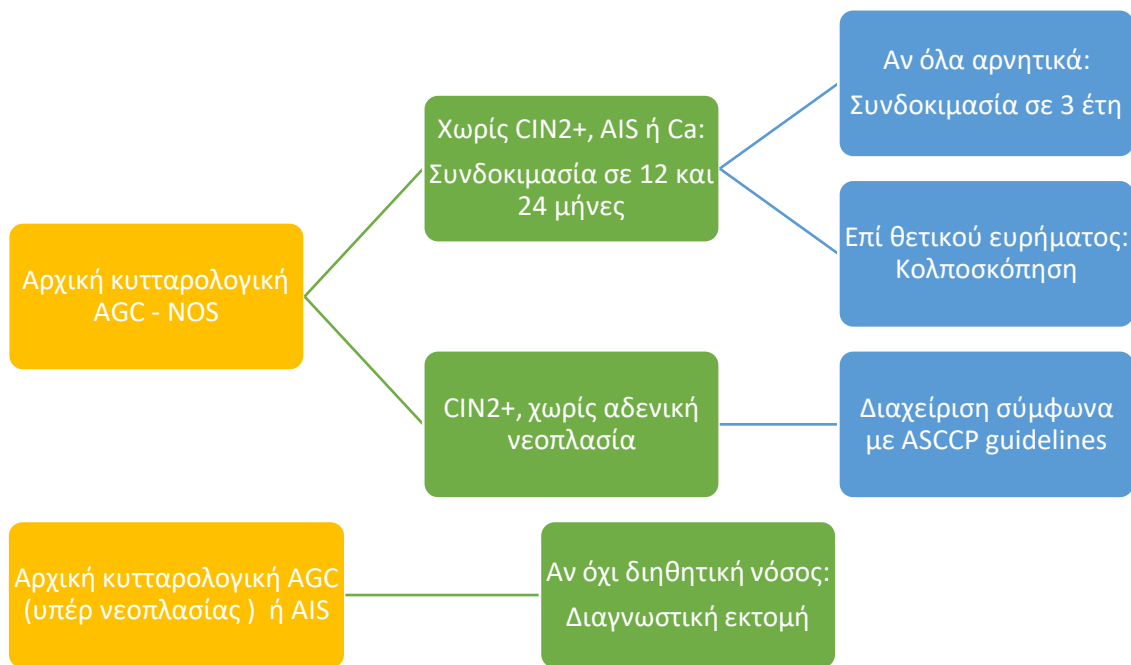 Αρχική κυτταρολογική
AGC - NOS
Χωρίς CIN2+, AIS ή Ca:
Συνδοκιμασία σε 12 και
24 μήνες
Αν όλα αρνητικά:
Συνδοκιμασία σε 3 έτη
Επί θετικού ευρήματος:
Κολποσκόπηση
CIN2+, χωρίς αδενική
νεοπλασία
Διαχείριση σύμφωνα
με ASCCP guidelines
Αρχική κυτταρολογική AGC
(υπέρ νεοπλασίας ) ή AIS
Αν όχι διηθητική νόσος:
Διαγνωστική εκτομή